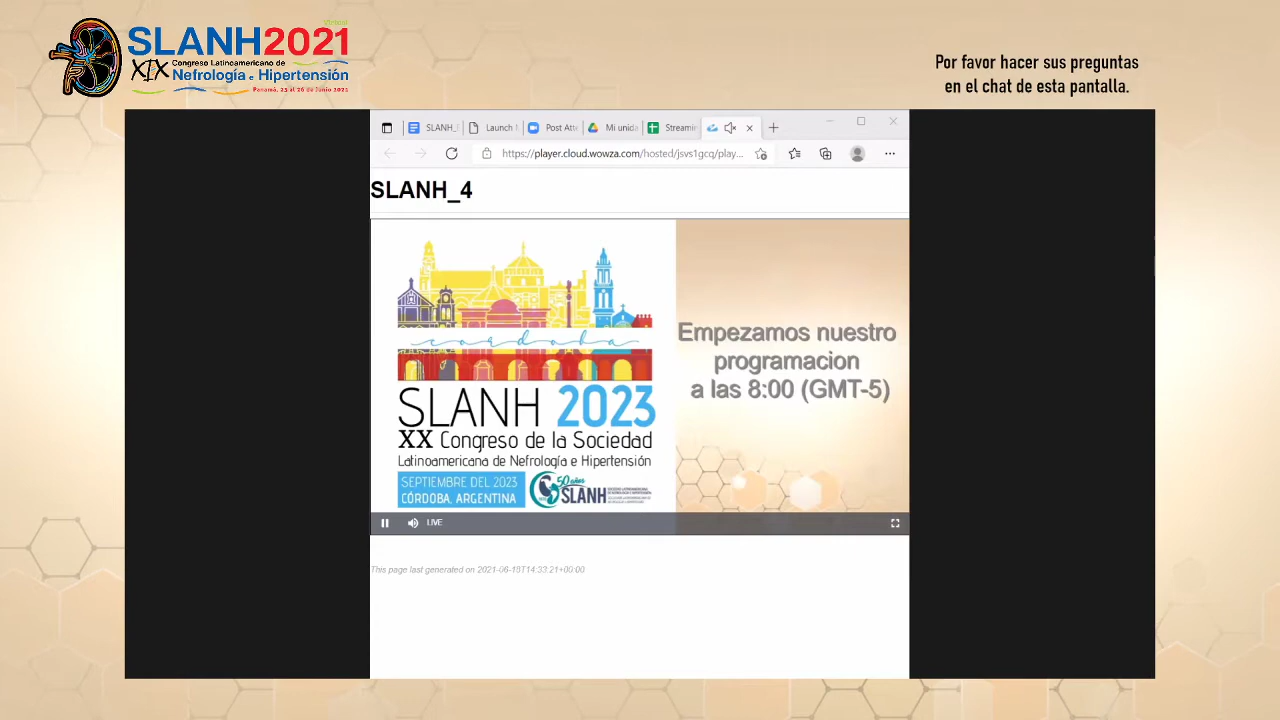 Virtual
SLANH2021
XIX Congreso Latinoamericano de
Nefrología e Hipertensión
Panamá, 23 al 26 de Junio 2021
Por favor hacer sus preguntas
en el chat de esta pantalla.
SLANH_
Launch
Post Att
Mi unida
Streamin
https://player.cloud.wowza.com/hosted/jsvs1gcq/play...
SLANH_4
cordoba
SLANH 2023
XX Congreso de la Sociedad
Latinoamericana de Nefrología e Hipertensión
SEPTIEMBRE DEL 2023
CÓRDOBA, ARGENTINA
50 años
SLANH
Empezamos nuestro
programacion
a las 8:00 (GMT-5)
LIVE
This page last generated on 2021-06-18T14:33:21+00:00